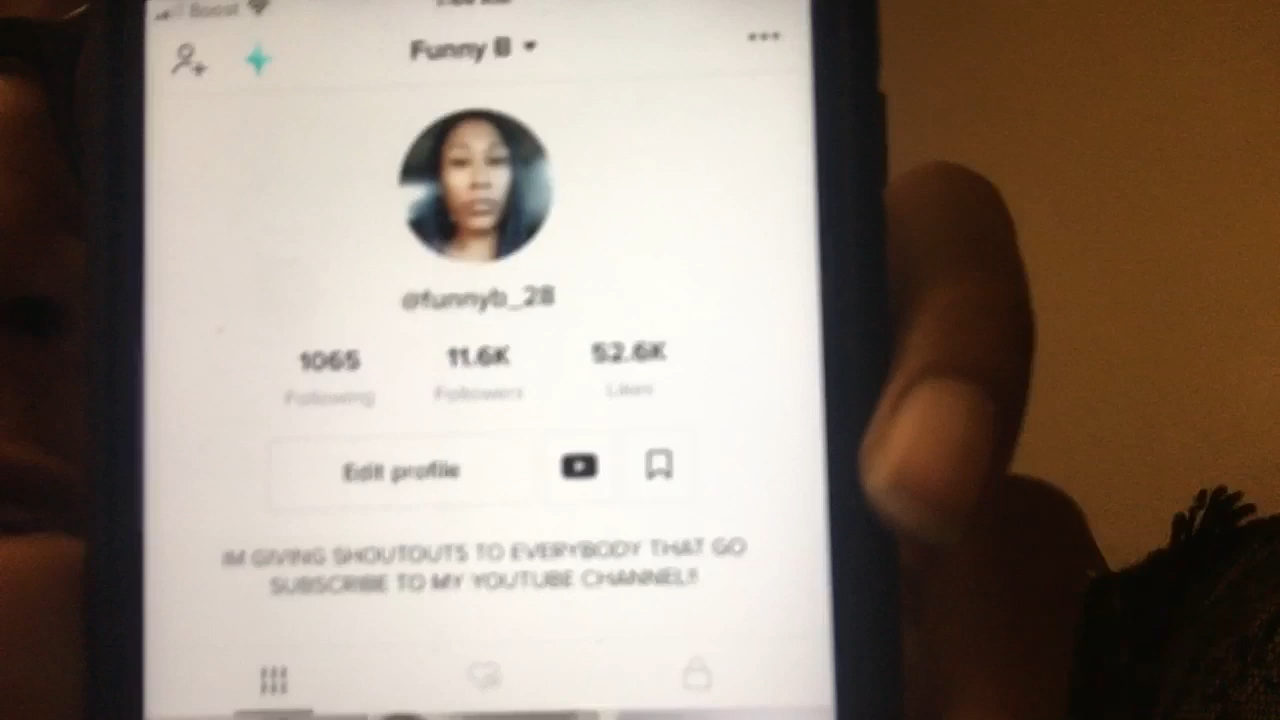 Boost
Funny B
@funnyb_28
1065 11.6K 52.6K
Following Followers Likes
Edit profile
IM GIVING SHOUTOUTS TO EVERYBODY THAT GO
SUBSCRIBE TO MY YOUTUBE CHANNEL!!